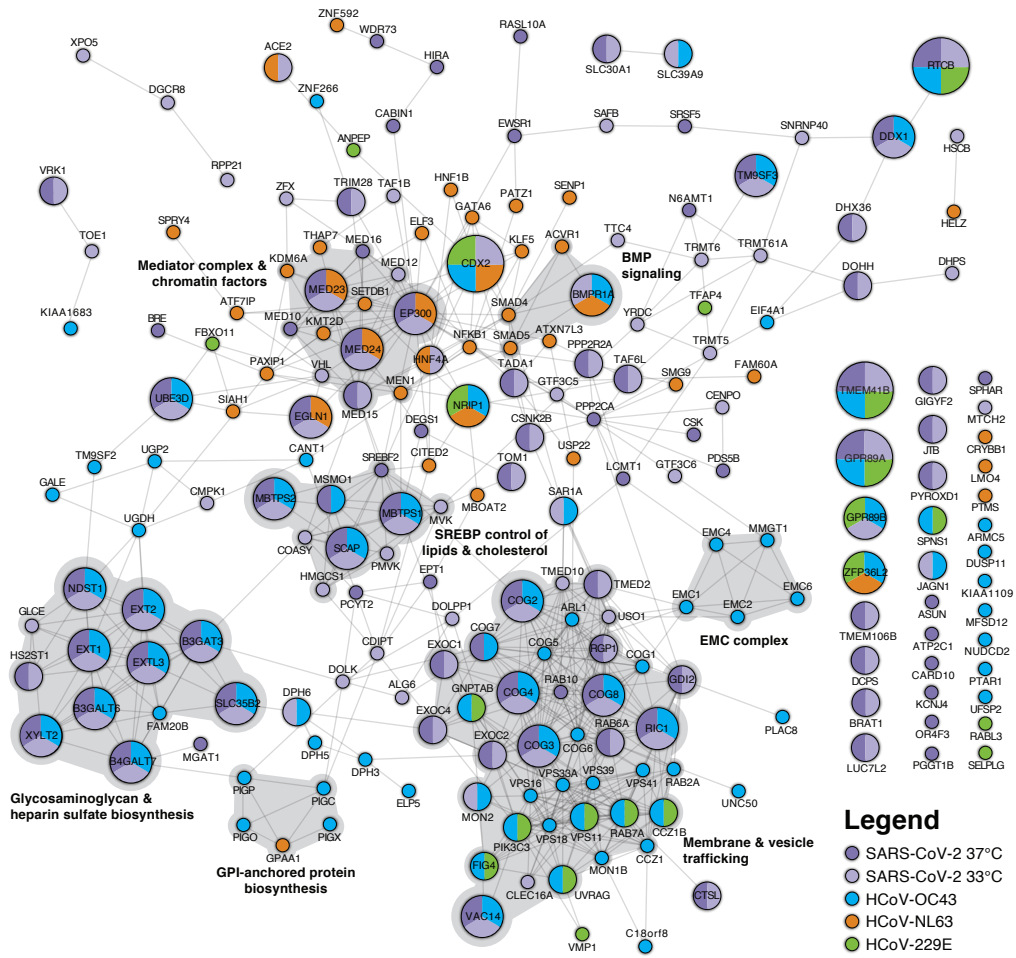 ZNF592
WDR73
RASL10A
XPO5
ACE2
HIRA
SLC30A1
SLC39A9
RTCB
DGCR8
ZNF266
CABIN1
EWSR1
SAFB
SRSF5
SNRNP40
DDX1
HSCB
ANPEP
VRK1
RPP21
ZFX
TRIM28
TAF1B
HNF1B
PATZ1
SENP1
TM9SF3
N6AMT1
DHX36
HELZ
TOE1
SPRY4
THAP7
MED16
ELF3
GATA6
KLF5
ACVR1
TTC4
TRMT6
TRMT61A
DOHH
DHPS
Mediator complex &
chromatin factors
KDM6A
MED12
CDX2
BMP
signaling
MED23
SETDB1
BMPR1A
KIAA1683
BRE
ATF7IP
MED10
KMT2D
EP300
SMAD4
NFKB1
SMAD5
ATXN7L3
YRDC
TFAP4
EIF4A1
FBXO11
PAXIP1
VHL
MED24
HNF4A
TADA1
PPP2R2A
TAF6L
TRMT5
SMG9
FAM60A
UBE3D
SIAH1
EGLN1
MED15
MEN1
NRIP1
GTF3C5
PPP2CA
CENPO
DEGS1
CSNK2B
CSK
TM9SF2
UGP2
CANT1
SREBF2
CITED2
TOM1
USP22
LCMT1
GTF3C6
PDS5B
GALE
CMPK1
MBTPS2
MSMO1
MBTPS1
MVK
MBOAT2
SAR1A
UGDH
COASY
SCAP
PMVK
SREBP control of
lipids & cholesterol
EMC4
MMGT1
HMGCS1
PCYT2
EPT1
TMED10
TMED2
EMC1
EMC2
EMC6
EMC complex
NDST1
GLCE
EXT2
B3GAT3
DOLPP1
COG2
ARL1
USO1
COG7
COG5
RGP1
COG1
HS2ST1
EXT1
EXTL3
CDIPT
EXOC1
GDI2
DOLK
ALG6
GNPTAB
COG4
RAB10
COG8
SLC35B2
B3GALT6
FAM20B
DPH6
EXOC4
RAB6A
RIC1
PLAC8
XYLT2
B4GALT7
MGAT1
DPH5
DPH3
EXOC2
COG3
COG6
Glycosaminoglycan &
heparin sulfate biosynthesis
PIGP
PIGC
ELP5
VPS16
VPS33A
VPS39
VPS41
RAB2A
UNC50
MON2
PIGO
PIGX
GPAA1
PIK3C3
VPS18
VPS11
RAB7A
CCZ1B
Membrane & vesicle
trafficking
GPI-anchored protein
biosynthesis
FIG4
CLEC16A
UVRAG
MON1B
CCZ1
CTSL
VAC14
VMP1
C18orf8
TMEM41B
GIGYF2
SPHAR
MTCH2
GPR89A
JTB
CRYBB1
LMO4
PYROXD1
PTMS
GPR89B
SPNS1
ARMC5
DUSP11
ZFP36L2
JAGN1
KIAA1109
TMEM106B
ASUN
MFSD12
ATP2C1
NUDCD2
DCPS
CARD10
PTAR1
BRAT1
KCNJ4
UFSP2
OR4F3
RABL3
LUC7L2
PGGT1B
SELPLG
Legend
SARS-CoV-2 37°C
SARS-CoV-2 33°C
HCoV-OC43
HCoV-NL63
HCoV-229E